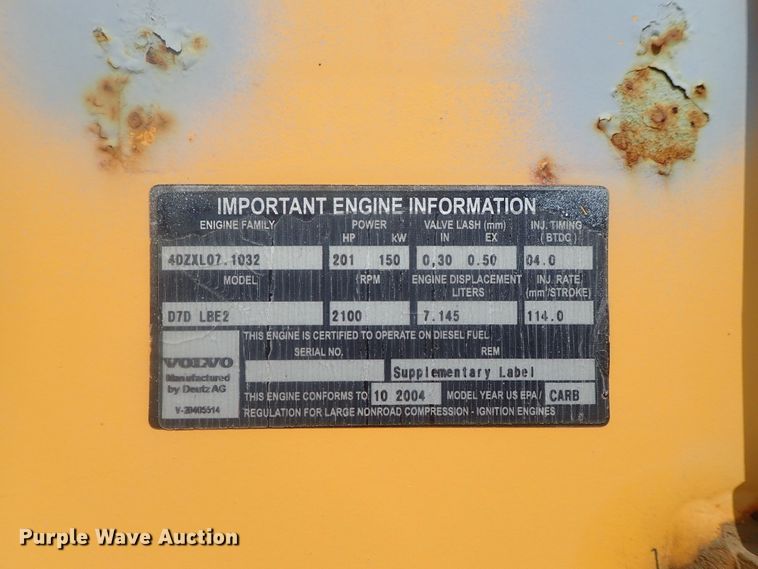 IMPORTANT ENGINE INFORMATION
ENIGINE FAMILY POWER VALVE LASH (mm) INJ. TIMING
HP kW IN EX (BTDC)
4DZXL07.1032 201 150 0,30 0.50 04.0
MODEL RPM ENGINE DISPLACEMENT INJ. RATE
LITERS (mm³/STROKE)
D7D LBE2 2100 7.145 114.0
THIS ENGINE IS CERTIFIED TO OPERATE ON DIESEL FUEL
VOLVO SERIAL NO. REM
Manufactured Supplementary Label
by Deutz AG
THIS ENGINE CONFORMS TO 10 2004 MODEL YEAR US EPA / CARB
V-20405514 REGULATION FOR LARGE NONROAD COMPRESSION - IGNITION ENGINES
Purple Wave Auction